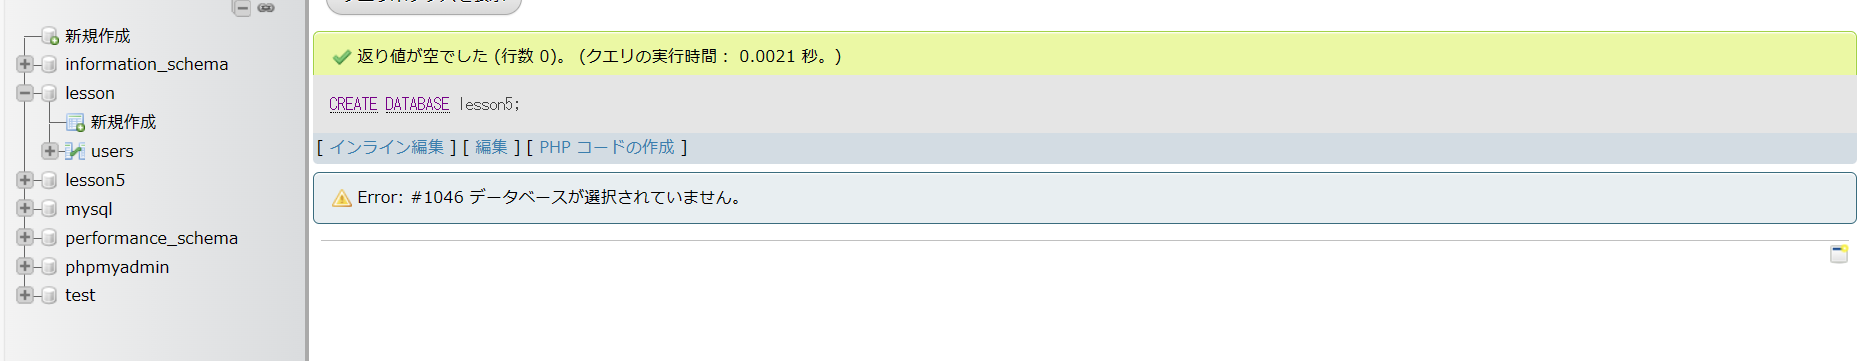 新規作成
information_schema
lesson
新規作成
users
lesson5
mysql
performance_schema
phpmyadmin
test
返り値が空でした (行数 0)。 (クエリの実行時間： 0.0021 秒。)
CREATE DATABASE lesson5;
[ インライン編集 ] [ 編集 ] [ PHP コードの作成 ]
Error: #1046 データベースが選択されていません。